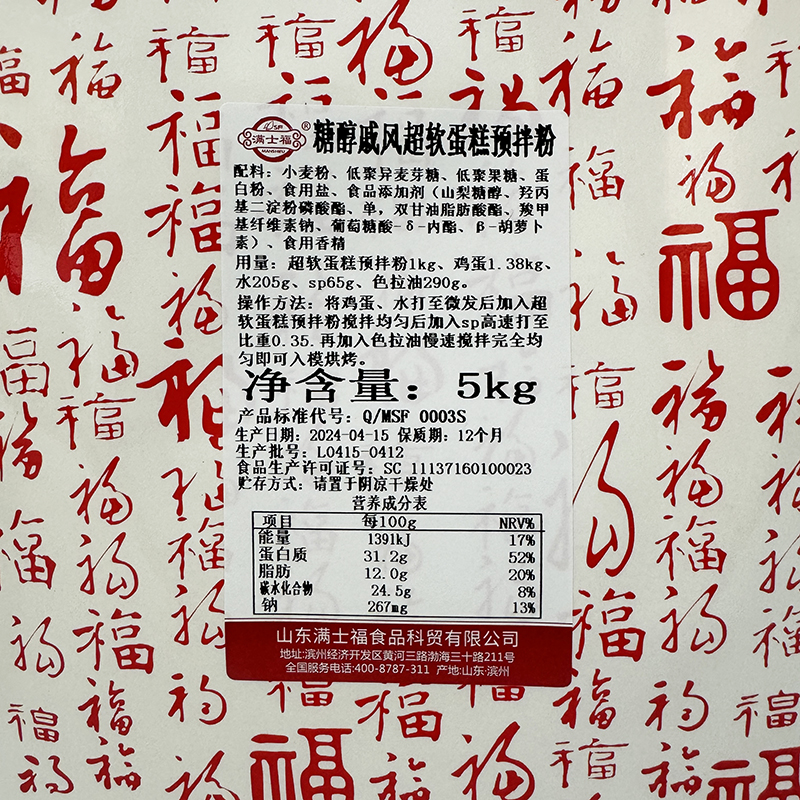 MSF
满士福
MANSHIFU
®
糖醇戚风超软蛋糕预拌粉
配料：小麦粉、低聚异麦芽糖、低聚果糖、蛋
白粉、食用盐、食品添加剂（山梨糖醇、羟丙
基二淀粉磷酸酯、单，双甘油脂肪酸酯、羧甲
基纤维素钠、葡萄糖酸-δ-内酯、β-胡萝卜
素）、食用香精
用量：超软蛋糕预拌粉1kg、鸡蛋1.38kg、
水205g、sp65g、色拉油290g。
操作方法：将鸡蛋、水打至微发后加入超
软蛋糕预拌粉搅拌均匀后加入sp高速打至
比重0.35.再加入色拉油慢速搅拌完全均
匀即可入模烘烤。
净含量：5kg
产品标准代号：Q/MSF 0003S
生产日期：2024-04-15 保质期：12个月
生产批号：L0415-0412
食品生产许可证号：SC 11137160100023
贮存方式：请置于阴凉干燥处
营养成分表
项目 每100g NRV%
能量 1391kJ 17%
蛋白质 31.2g 52%
脂肪 12.0g 20%
碳水化合物 24.5g 8%
钠 267mg 13%
山东满士福食品科贸有限公司
地址:滨州经济开发区黄河三路渤海三十路211号
全国服务电话:400-8787-311 产地:山东·滨州